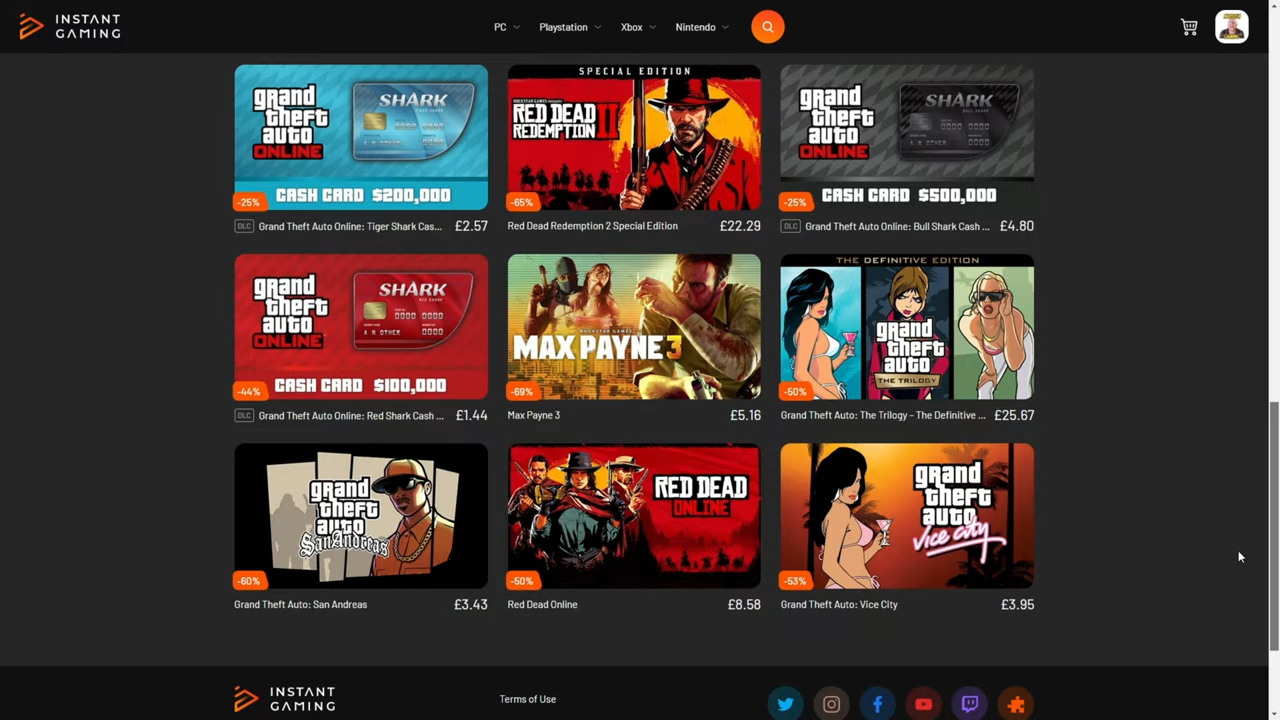 INSTANT GAMING
PC
Playstation
Xbox
Nintendo
grand theft auto ONLINE
SHARK
CASH CARD $200,000
-25%
DLC
Grand Theft Auto Online: Tiger Shark Cas...
£2.57
SPECIAL EDITION
RED DEAD REDEMPTION II
-65%
Red Dead Redemption 2 Special Edition
£22.29
grand theft auto ONLINE
SHARK
CASH CARD $500,000
-25%
DLC
Grand Theft Auto Online: Bull Shark Cash ...
£4.80
grand theft auto ONLINE
SHARK
A N OTHER
CASH CARD $100,000
-44%
DLC
Grand Theft Auto Online: Red Shark Cash ...
£1.44
ROCKSTAR GAMES
MAX PAYNE 3
-69%
Max Payne 3
£5.16
THE DEFINITIVE EDITION
grand theft auto
THE TRILOGY
-50%
Grand Theft Auto: The Trilogy - The Definitive ...
£25.67
grand theft auto San Andreas
-60%
Grand Theft Auto: San Andreas
£3.43
RED DEAD ONLINE
-50%
Red Dead Online
£8.58
grand theft auto Vice City
-53%
Grand Theft Auto: Vice City
£3.95
INSTANT GAMING
Terms of Use